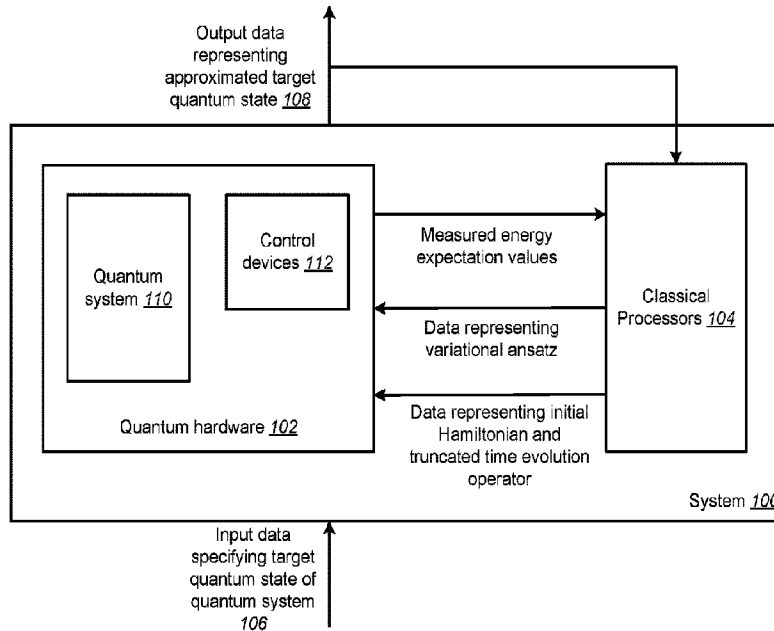 Output data
representing
approximated target
quantum state 108
Control
devices 112
Quantum
system 110
Quantum hardware 102
Measured energy
expectation values
Data representing
variational ansatz
Data representing initial
Hamiltonian and
truncated time evolution
operator
Classical
Processors 104
System 100
Input data
specifying target
quantum state of
quantum system
106